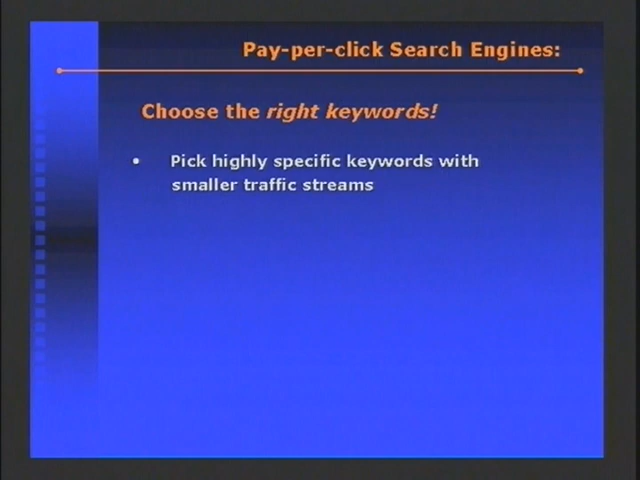 Pay-per-click Search Engines:
Choose the right keywords!
• Pick highly specific keywords with
smaller traffic streams